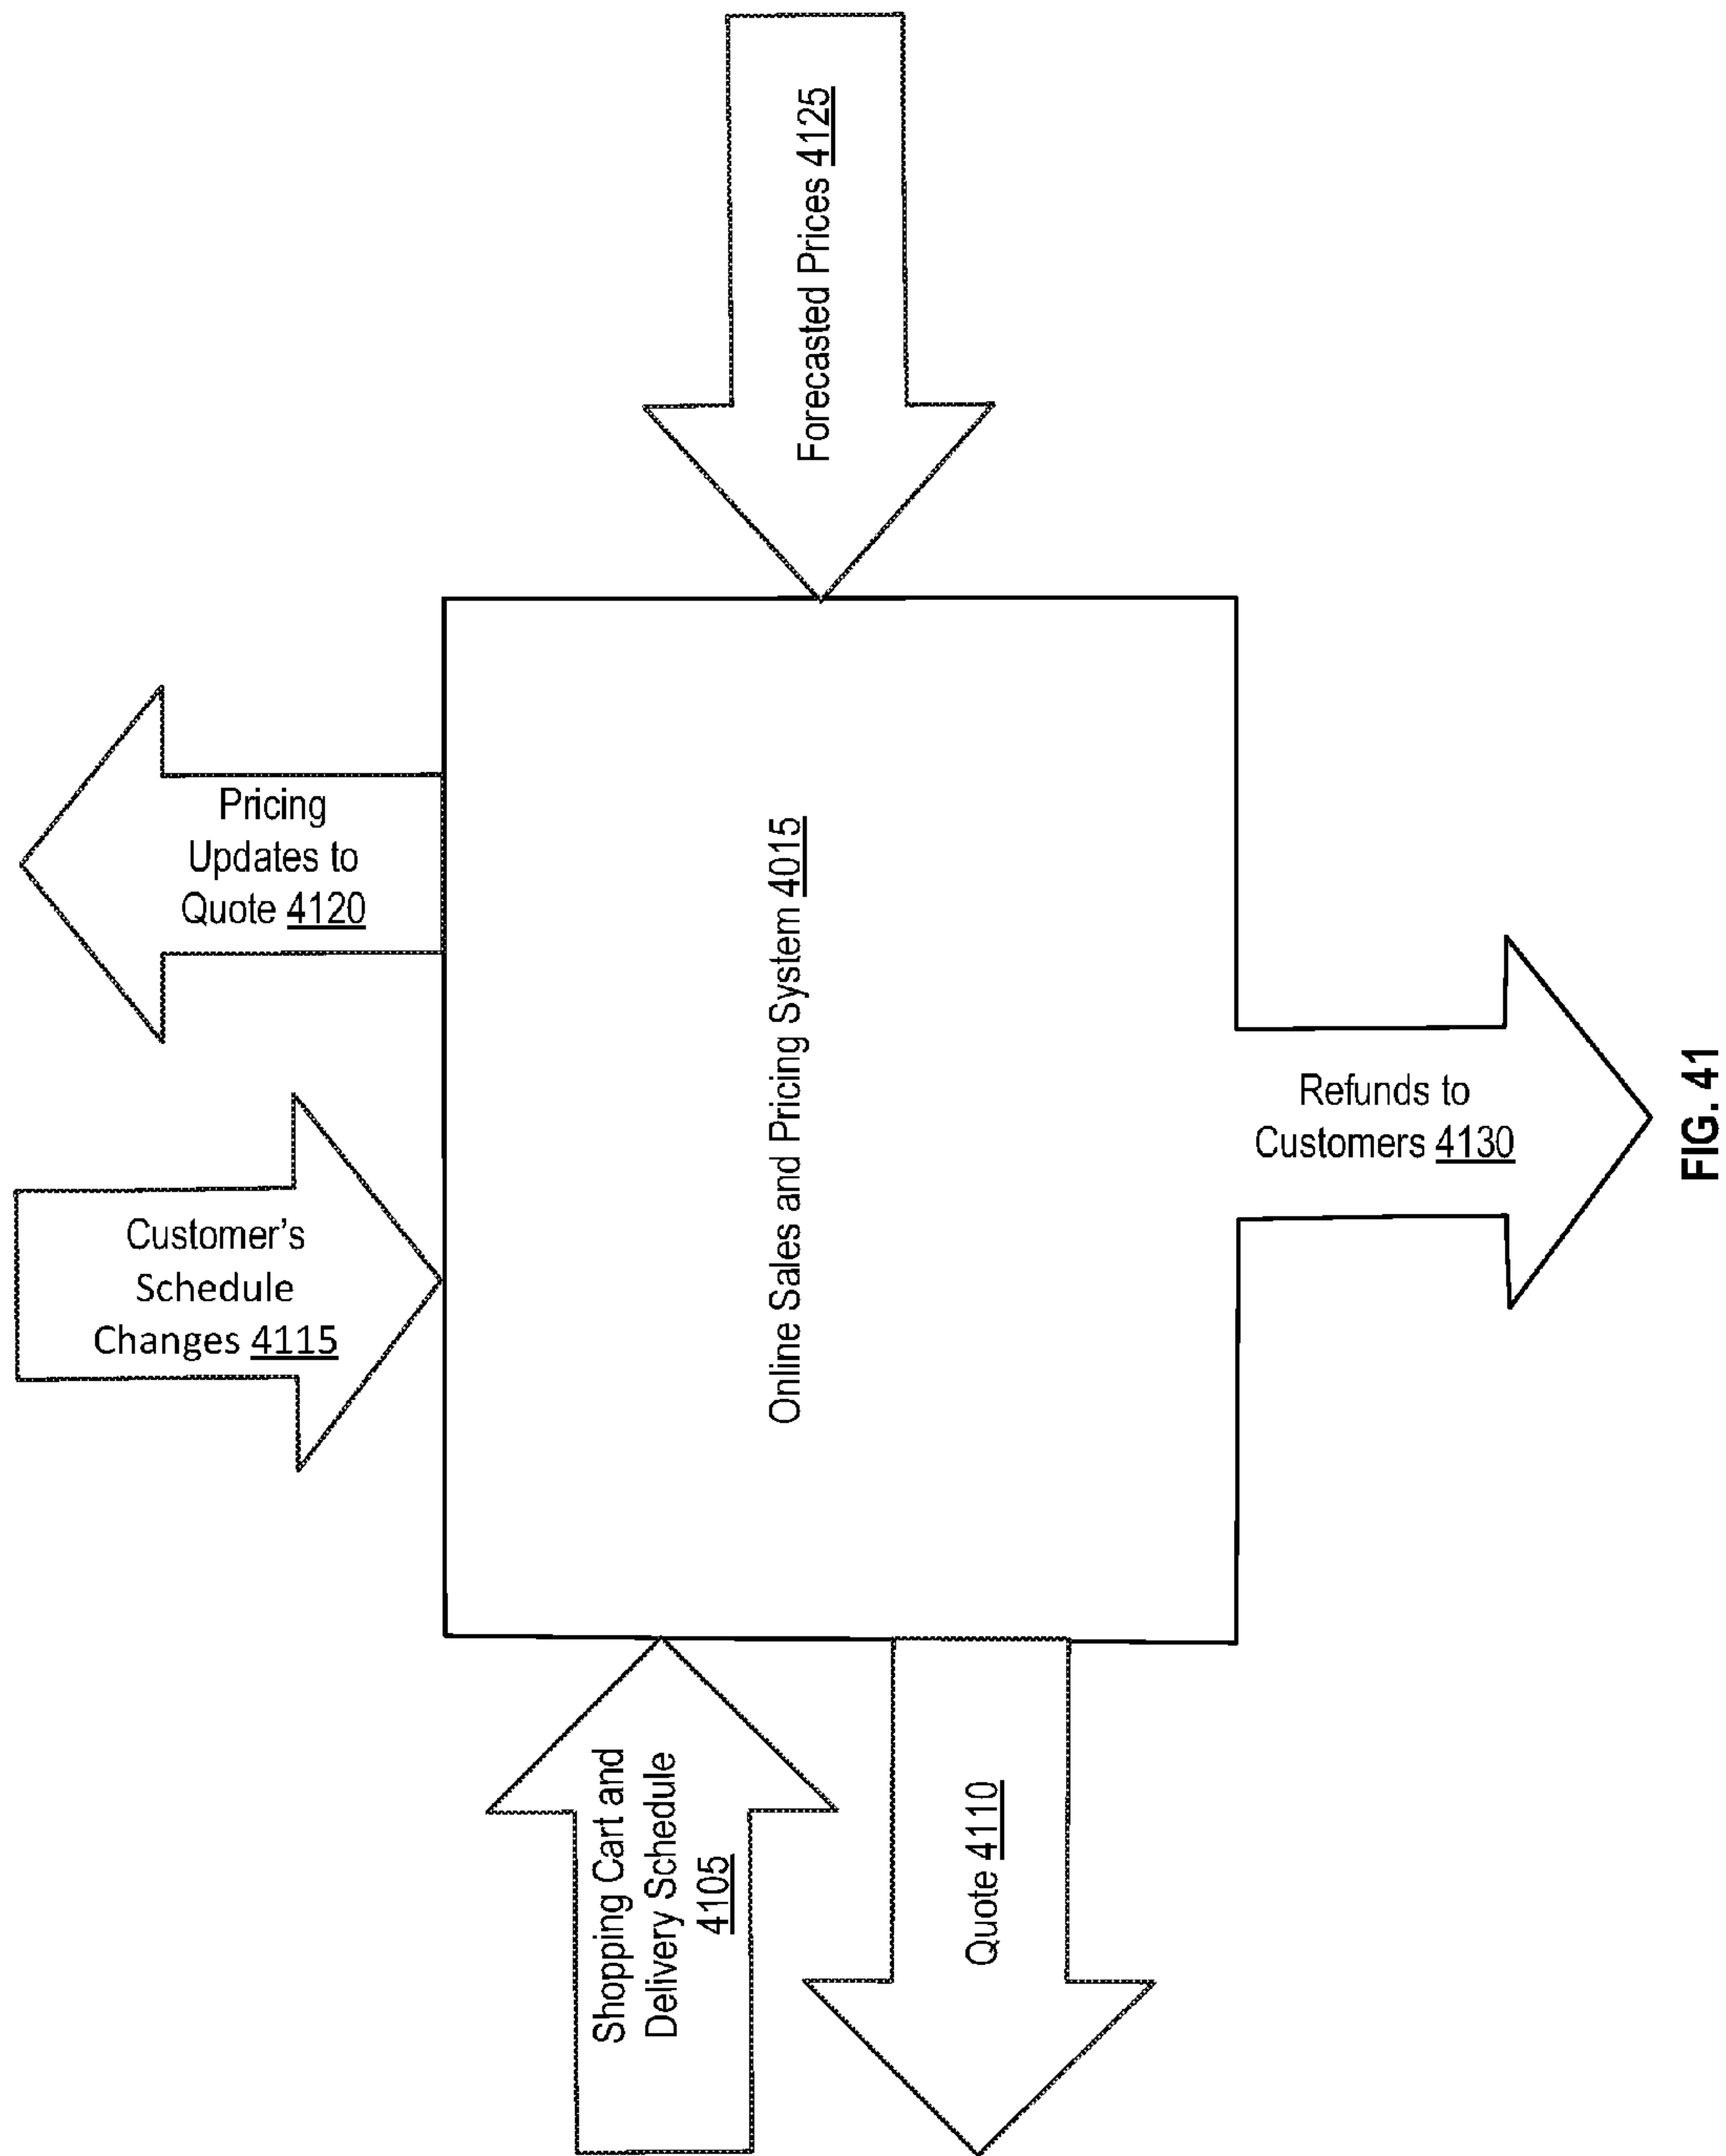 Pricing
Updates to
Quote 4120
Customer’s
Schedule
Changes 4115
Forecasted Prices 4125
Online Sales and Pricing System 4015
Shopping Cart and
Delivery Schedule
4105
Quote 4110
Refunds to
Customers 4130
FIG. 41